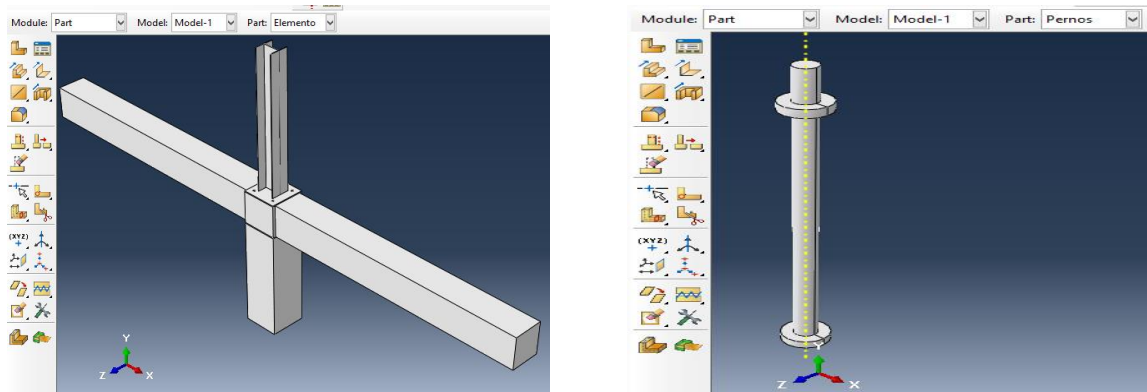 Module: Part Model: Model-1 Part: Elemento
(XYZ)
Y
Z X
Module: Part Model: Model-1 Part: Pernos
(XYZ)
Y
Z X